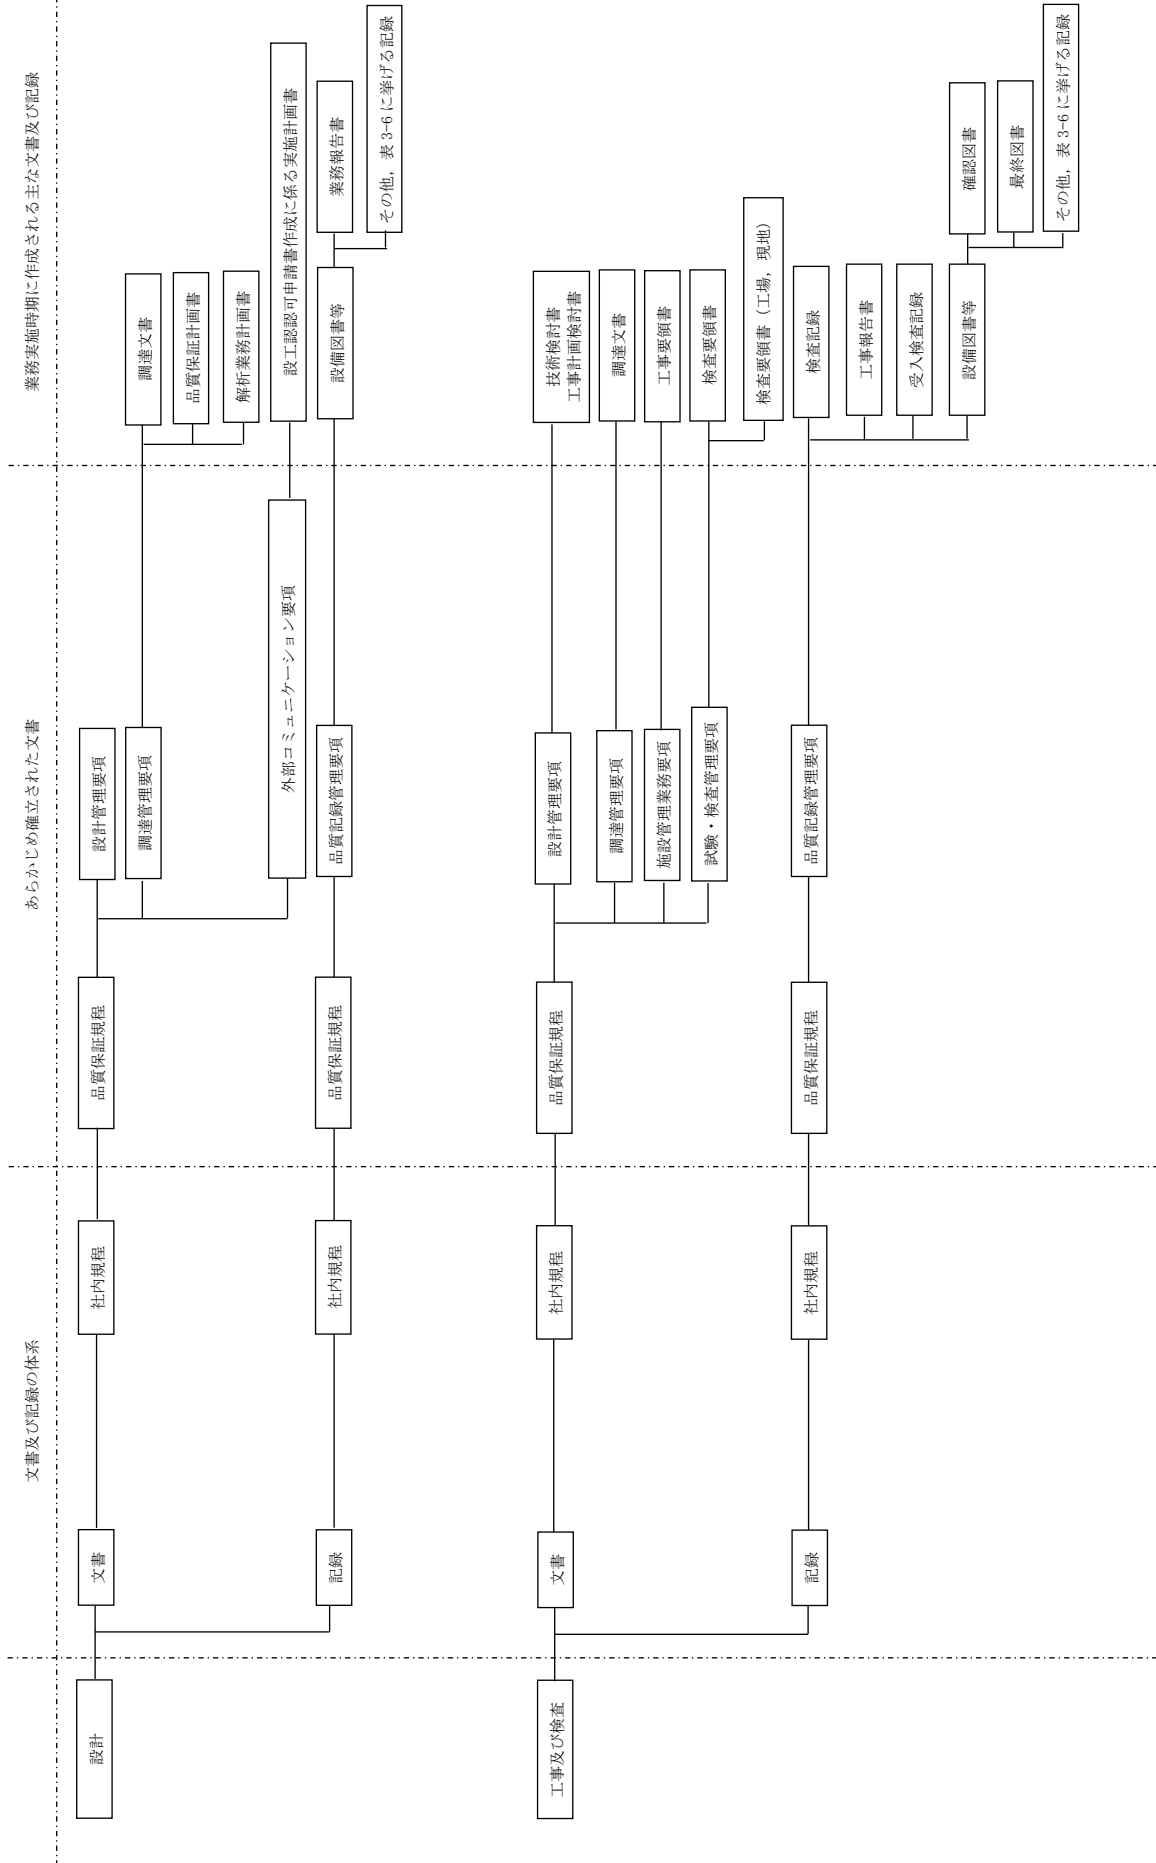 文書及び記録の体系
あらかじめ確立された文書
業務実施時期に作成される主な文書及び記録
設計
文書
社内規程
品質保証規程
設計管理要項
調達管理要項
調達文書
品質保証計画書
解析業務計画書
外部コミュニケーション要項
設工認認可申請書作成に係る実施計画書
記録
社内規程
品質保証規程
品質記録管理要項
設備図書等
業務報告書
その他，表 3-6 に挙げる記録
工事及び検査
文書
社内規程
品質保証規程
設計管理要項
技術検討書
工事計画検討書
調達管理要項
調達文書
施設管理業務要項
工事要領書
試験・検査管理要項
検査要領書
検査要領書（工場，現地）
記録
社内規程
品質保証規程
品質記録管理要項
検査記録
工事報告書
受入検査記録
設備図書等
確認図書
最終図書
その他，表 3-6 に挙げる記録